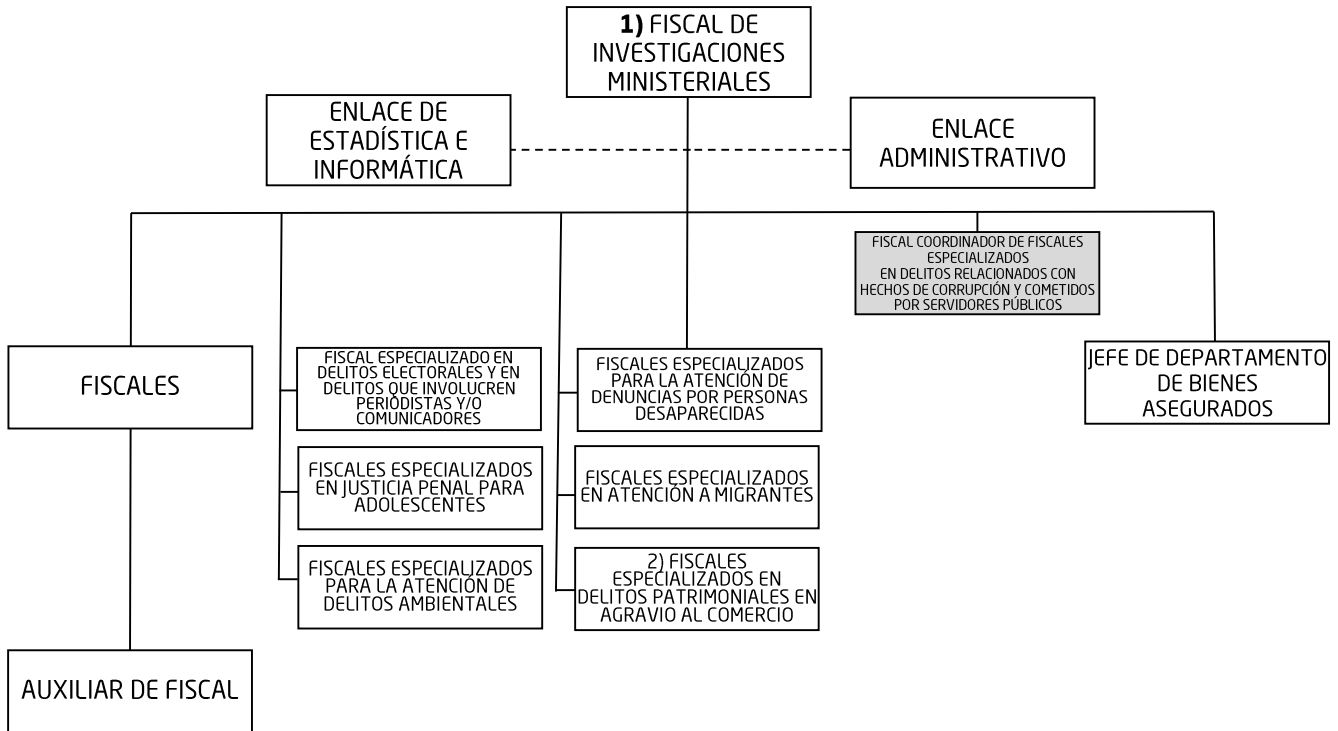 1) FISCAL DE
INVESTIGACIONES
MINISTERIALES
ENLACE DE
ESTADÍSTICA E
INFORMÁTICA
ENLACE
ADMINISTRATIVO
FISCAL COORDINADOR DE FISCALES
ESPECIALIZADOS
EN DELITOS RELACIONADOS CON
HECHOS DE CORRUPCIÓN Y COMETIDOS
POR SERVIDORES PÚBLICOS
FISCALES
FISCAL ESPECIALIZADO EN
DELITOS ELECTORALES Y EN
DELITOS QUE INVOLUCREN
PERIODISTAS Y/O
COMUNICADORES
FISCALES ESPECIALIZADOS
PARA LA ATENCIÓN DE
DENUNCIAS POR PERSONAS
DESAPARECIDAS
JEFE DE DEPARTAMENTO
DE BIENES
ASEGURADOS
FISCALES ESPECIALIZADOS
EN JUSTICIA PENAL PARA
ADOLESCENTES
FISCALES ESPECIALIZADOS
EN ATENCIÓN A MIGRANTES
FISCALES ESPECIALIZADOS
PARA LA ATENCIÓN DE
DELITOS AMBIENTALES
2) FISCALES
ESPECIALIZADOS EN
DELITOS PATRIMONIALES EN
AGRAVIO AL COMERCIO
AUXILIAR DE FISCAL